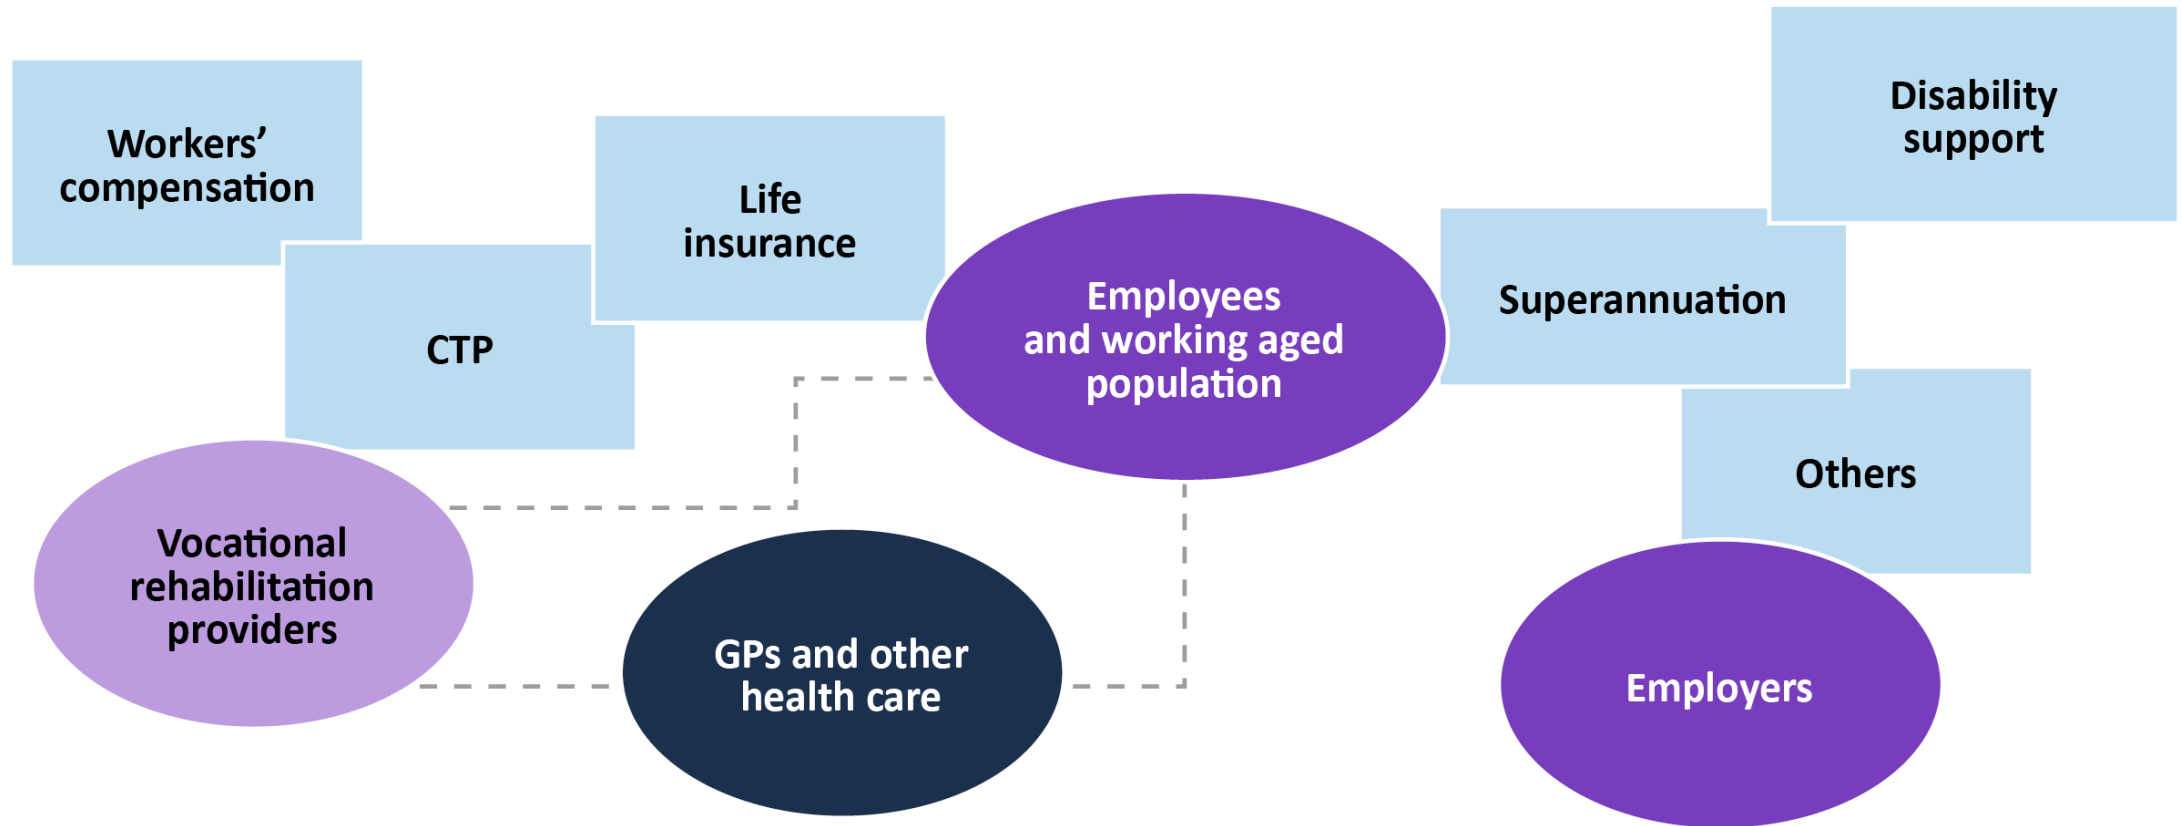 Workers’
compensation
CTP
Life
insurance
Employees
and working aged
population
Superannuation
Disability
support
Others
Vocational
rehabilitation
providers
GPs and other
health care
Employers